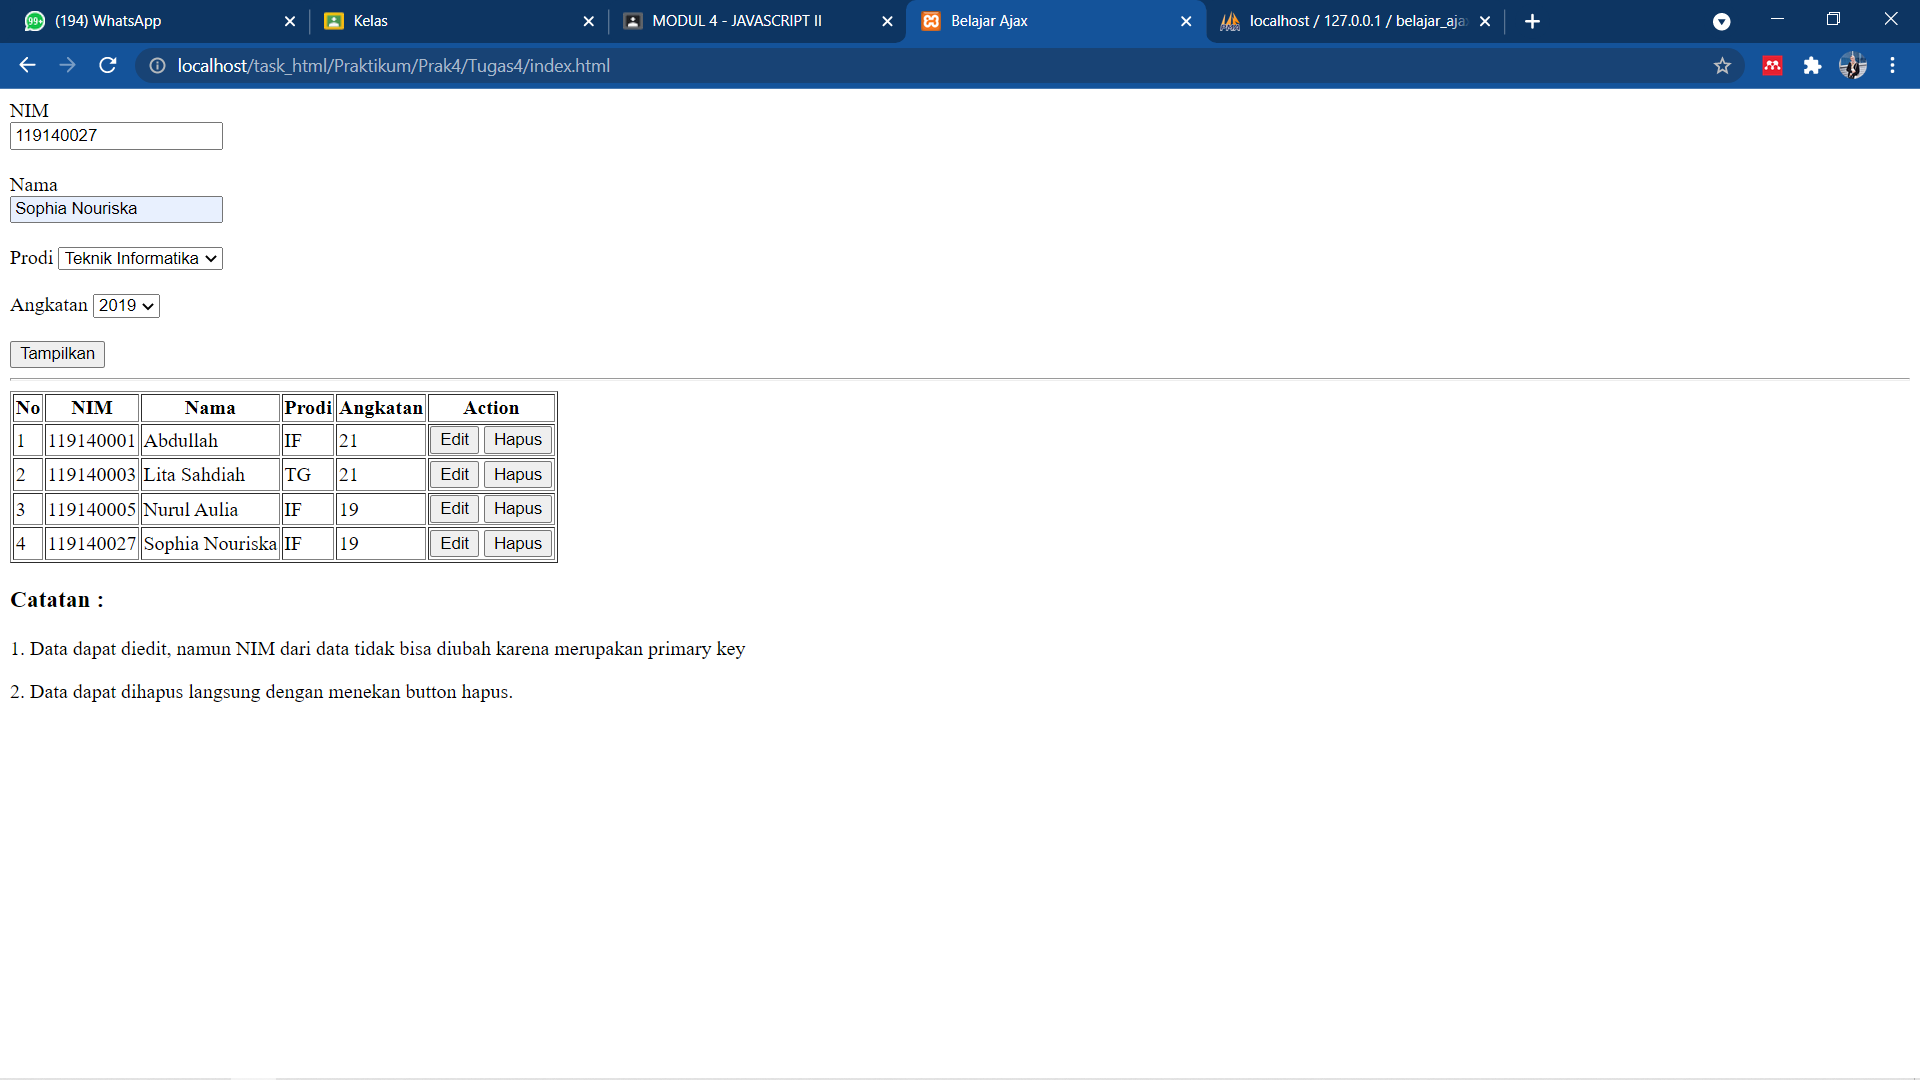 99+ (194) WhatsApp
Kelas
MODUL 4 - JAVASCRIPT II
Belajar Ajax
localhost / 127.0.0.1 / belajar_aja
localhost/task_html/Praktikum/Prak4/Tugas4/index.html
NIM
119140027
Nama
Sophia Nouriska
Prodi Teknik Informatika
Angkatan 2019
Tampilkan
No NIM Nama Prodi Angkatan Action
1 119140001 Abdullah IF 21 Edit Hapus
2 119140003 Lita Sahdiah TG 21 Edit Hapus
3 119140005 Nurul Aulia IF 19 Edit Hapus
4 119140027 Sophia Nouriska IF 19 Edit Hapus
Catatan :
1. Data dapat diedit, namun NIM dari data tidak bisa diubah karena merupakan primary key
2. Data dapat dihapus langsung dengan menekan button hapus.